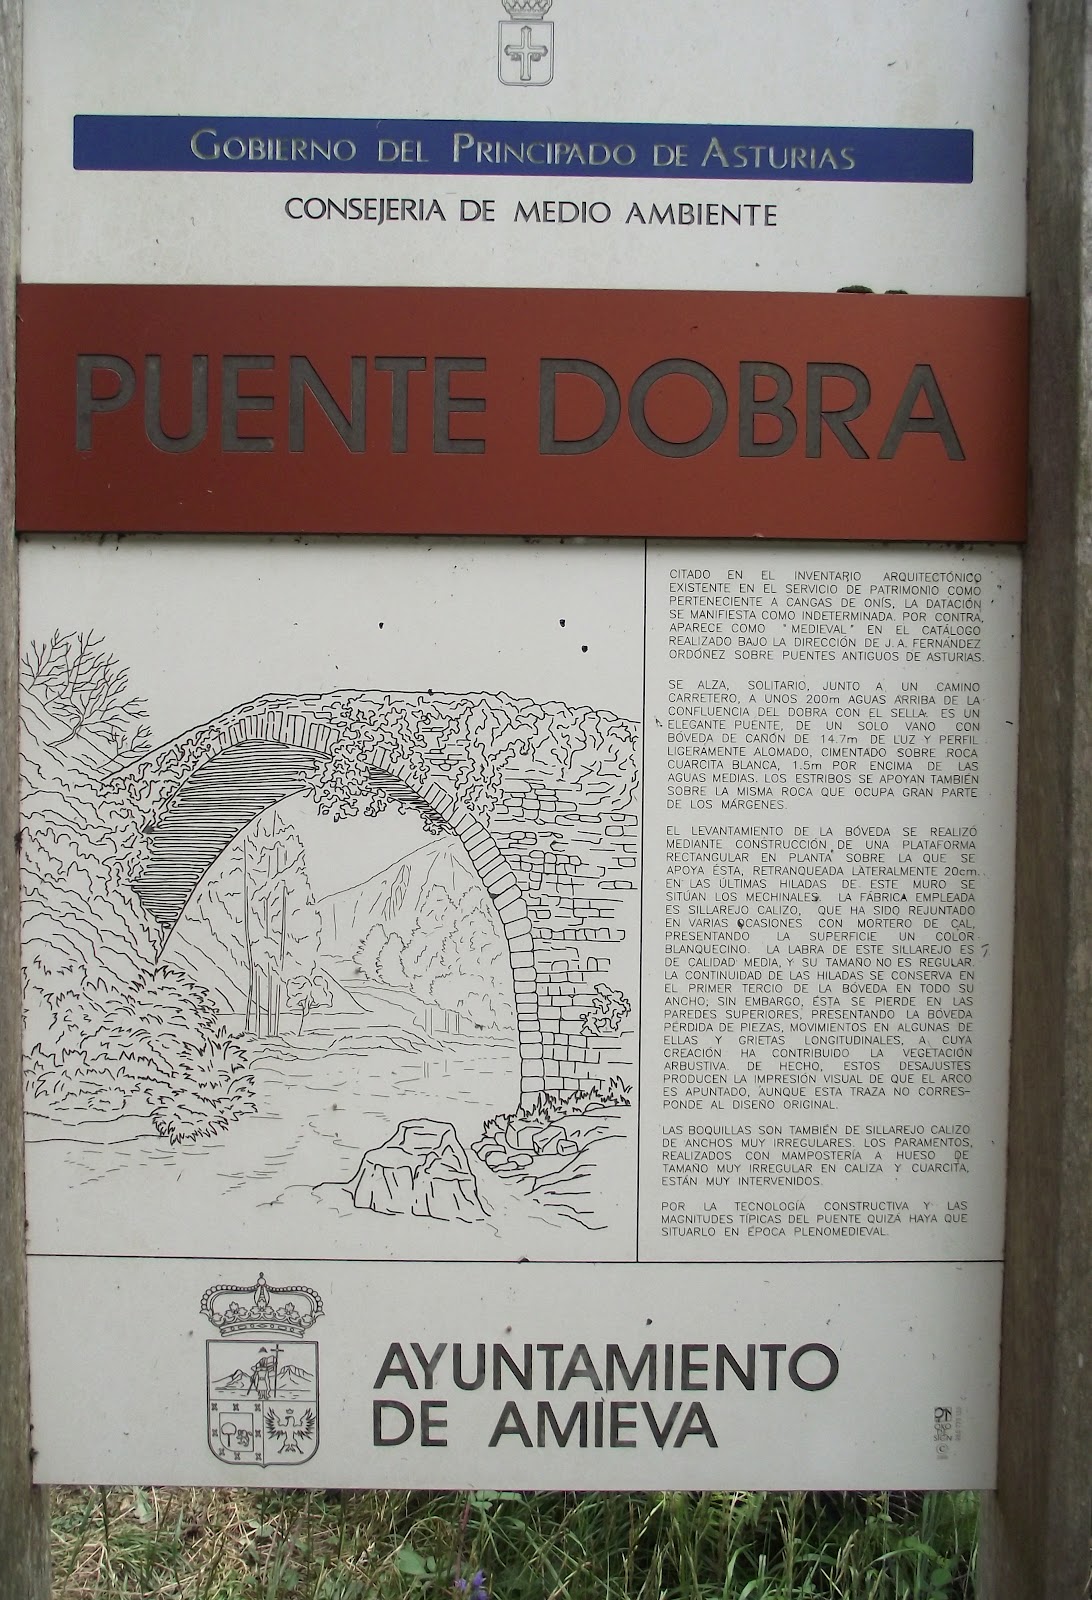 GOBIERNO DEL PRINCIPADO DE ASTURIAS
CONSEJERIA DE MEDIO AMBIENTE
PUENTE DOBRA
CITADO EN EL INVENTARIO ARQUITECTÓNICO
EXISTENTE EN EL SERVICIO DE PATRIMONIO COMO
PERTENECIENTE A CANGAS DE ONÍS, LA DATACIÓN
SE MANIFIESTA COMO INDETERMINADA. POR CONTRA,
APARECE COMO "MEDIEVAL" EN EL CATÁLOGO
REALIZADO BAJO LA DIRECCIÓN DE J. A. FERNÁNDEZ
ORDÓÑEZ SOBRE PUENTES ANTIGUOS DE ASTURIAS.
SE ALZA, SOLITARIO, JUNTO A UN CAMINO
CARRETERO, A UNOS 200m AGUAS ARRIBA DE LA
CONFLUENCIA DEL DOBRA CON EL SELLA. ES UN
ELEGANTE PUENTE, DE UN SOLO VANO CON
BÓVEDA DE CAÑÓN DE 14.7m DE LUZ Y PERFIL
LIGERAMENTE ALOMADO, CIMENTADO SOBRE ROCA
CUARCITA BLANCA, 1.5m POR ENCIMA DE LAS
AGUAS MEDIAS. LOS ESTRIBOS SE APOYAN TAMBIÉN
SOBRE LA MISMA ROCA QUE OCUPA GRAN PARTE
DE LOS MÁRGENES.
EL LEVANTAMIENTO DE LA BÓVEDA SE REALIZÓ
MEDIANTE CONSTRUCCIÓN DE UNA PLATAFORMA
RECTANGULAR EN PLANTA SOBRE LA QUE SE
APOYA ÉSTA, RETRANQUEADA LATERALMENTE 20cm.
EN LAS ÚLTIMAS HILADAS DE ESTE MURO SE
SITÚAN LOS MECHINALES. LA FÁBRICA EMPLEADA
ES SILLAREJO CALIZO, QUE HA SIDO REJUNTADO
EN VARIAS OCASIONES CON MORTERO DE CAL,
PRESENTANDO LA SUPERFICIE UN COLOR
BLANQUECINO. LA LABRA DE ESTE SILLAREJO ES
DE CALIDAD MEDIA, Y SU TAMAÑO NO ES REGULAR.
LA CONTINUIDAD DE LAS HILADAS SE CONSERVA EN
EL PRIMER TERCIO DE LA BÓVEDA EN TODO SU
ANCHO; SIN EMBARGO, ÉSTA SE PIERDE EN LAS
PAREDES SUPERIORES, PRESENTANDO LA BÓVEDA
PÉRDIDA DE PIEZAS, MOVIMIENTOS EN ALGUNAS DE
ELLAS Y GRIETAS LONGITUDINALES, A CUYA
CREACIÓN HA CONTRIBUIDO LA VEGETACIÓN
ARBUSTIVA. DE HECHO, ESTOS DESAJUSTES
PRODUCEN LA IMPRESIÓN VISUAL DE QUE EL ARCO
ES APUNTADO, AUNQUE ESTA TRAZA NO CORRES-
PONDE AL DISEÑO ORIGINAL.
LAS BOQUILLAS SON TAMBIÉN DE SILLAREJO CALIZO
DE ANCHOS MUY IRREGULARES. LOS PARAMENTOS,
REALIZADOS CON MAMPOSTERÍA A HUESO DE
TAMAÑO MUY IRREGULAR EN CALIZA Y CUARCITA,
ESTÁN MUY INTERVENIDOS.
POR LA TECNOLOGÍA CONSTRUCTIVA Y LAS
MAGNITUDES TÍPICAS DEL PUENTE QUIZÁ HAYA QUE
SITUARLO EN ÉPOCA PLENOMEDIEVAL.
AYUNTAMIENTO
DE AMIEVA